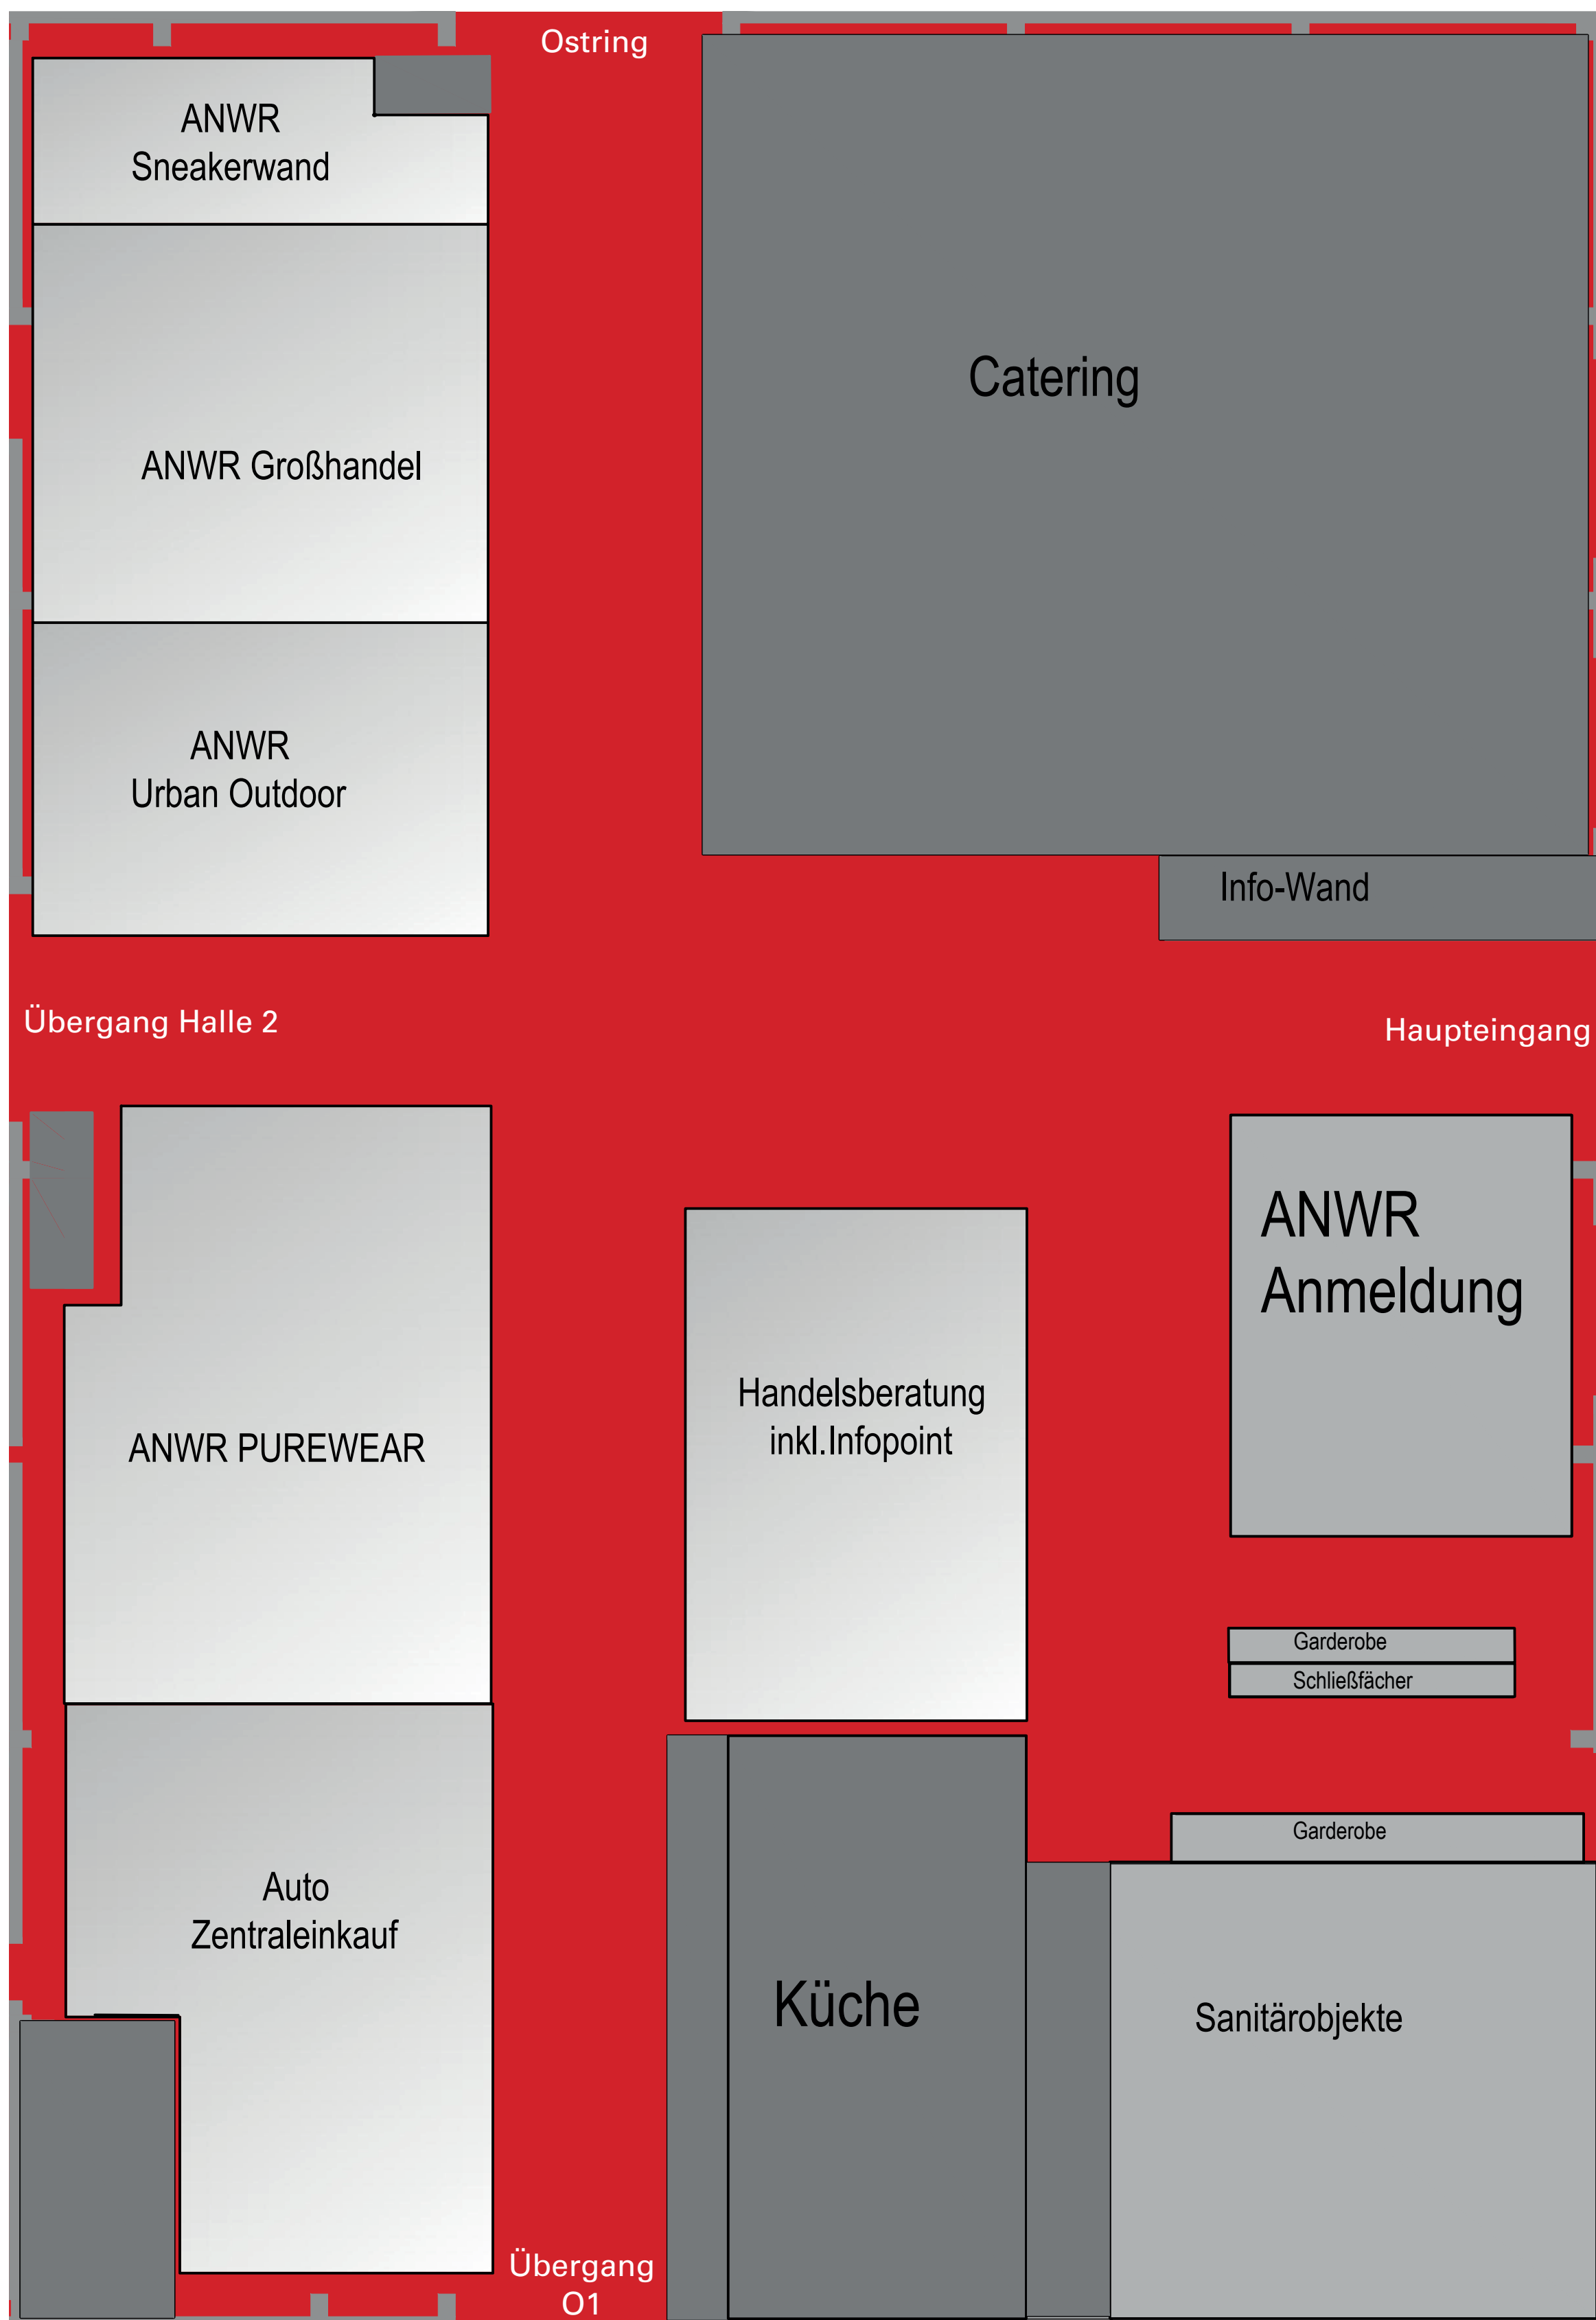 Ostring
ANWR
Sneakerwand
Catering
ANWR Großhandel
ANWR
Urban Outdoor
Info-Wand
Übergang Halle 2
Haupteingang
ANWR
Anmeldung
Handelsberatung
inkl.Infopoint
ANWR PUREWEAR
Garderobe
Schließfächer
Garderobe
Auto
Zentraleinkauf
Küche
Sanitärobjekte
Übergang
O1